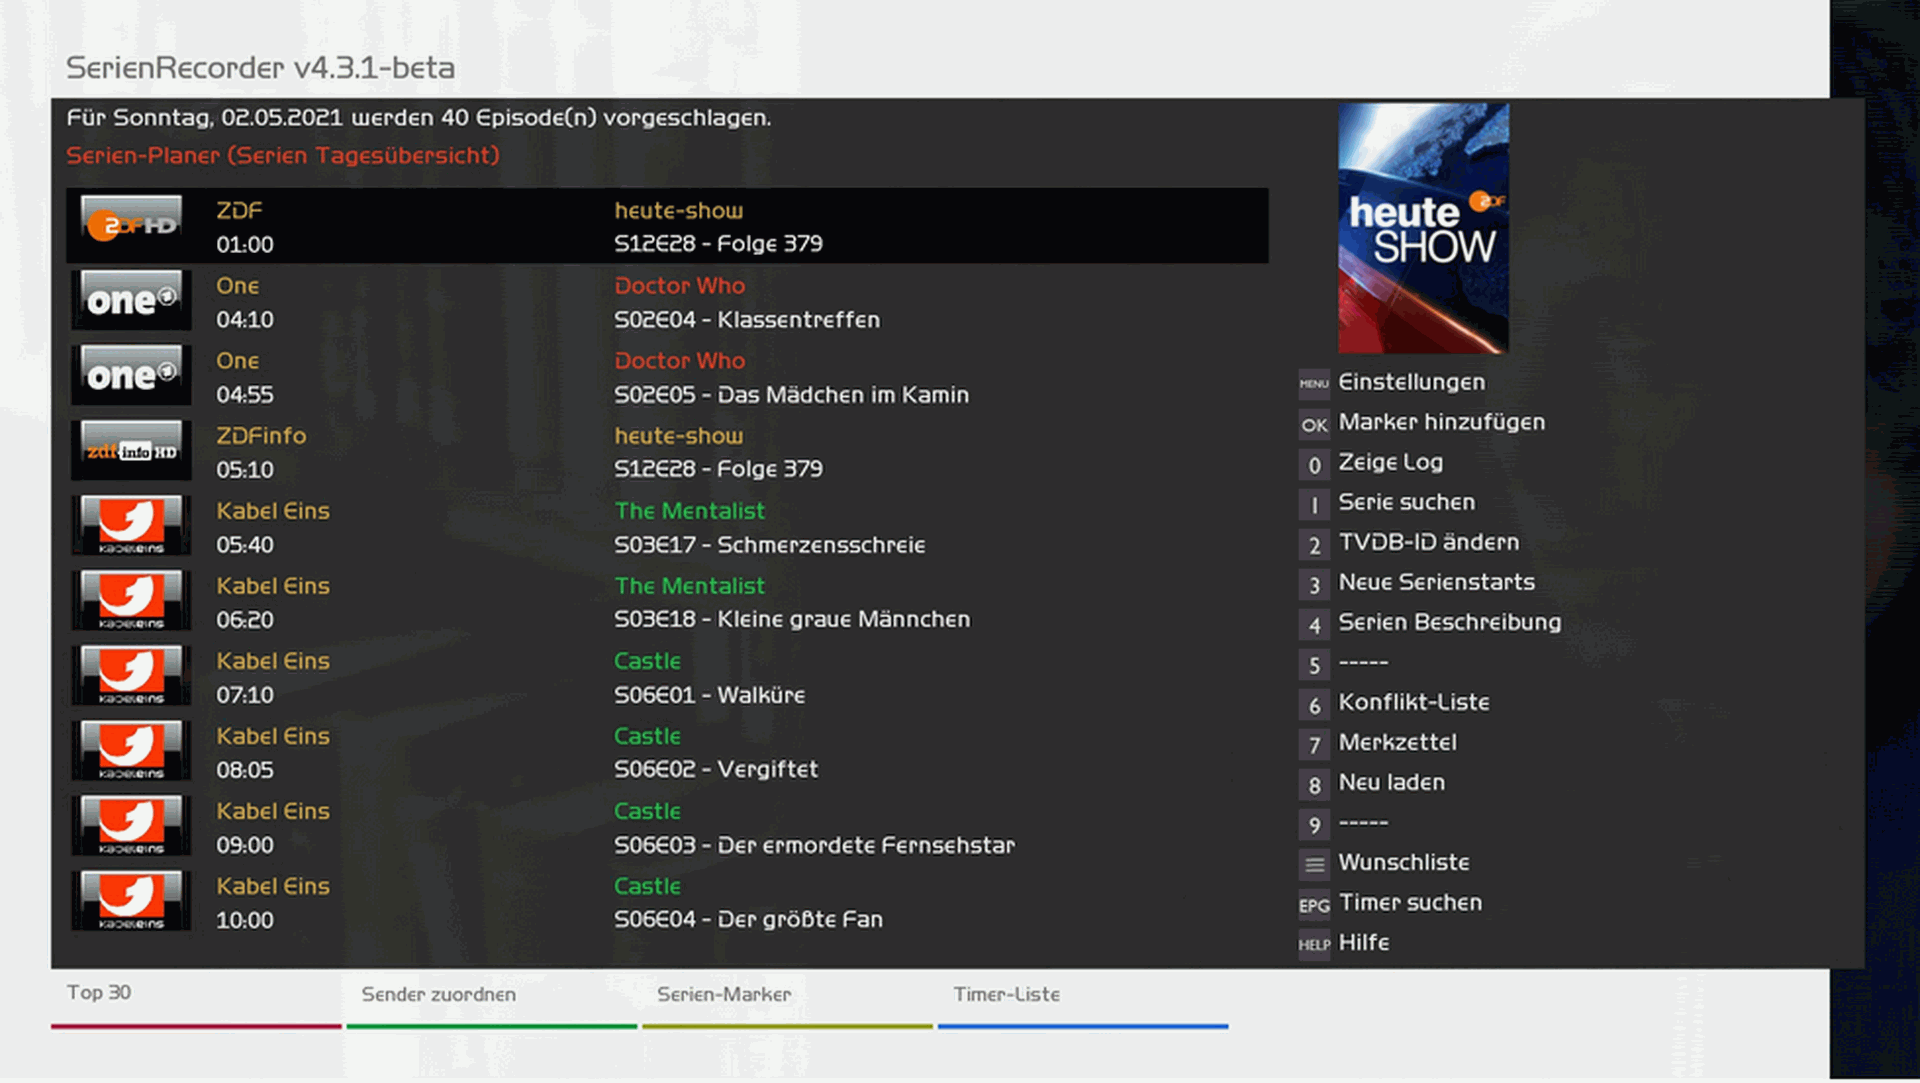 SerienRecorder v4.3.1-beta
Für Sonntag, 02.05.2021 werden 40 Episode(n) vorgeschlagen.
Serien-Planer (Serien Tagesübersicht)
ZDF HD
ZDF
heute-show
01:00
S12E28 - Folge 379
one
One
Doctor Who
04:10
S02E04 - Klassentreffen
one
One
Doctor Who
04:55
S02E05 - Das Mädchen im Kamin
zdf info HD
ZDFinfo
heute-show
05:10
S12E28 - Folge 379
kabeleins
Kabel Eins
The Mentalist
05:40
S03E17 - Schmerzensschreie
kabeleins
Kabel Eins
The Mentalist
06:20
S03E18 - Kleine graue Männchen
kabeleins
Kabel Eins
Castle
07:10
S06E01 - Walküre
kabeleins
Kabel Eins
Castle
08:05
S06E02 - Vergiftet
kabeleins
Kabel Eins
Castle
09:00
S06E03 - Der ermordete Fernsehstar
kabeleins
Kabel Eins
Castle
10:00
S06E04 - Der größte Fan
ZDF
heute
SHOW
MENU Einstellungen
OK Marker hinzufügen
0 Zeige Log
1 Serie suchen
2 TVDB-ID ändern
3 Neue Serienstarts
4 Serien Beschreibung
5 -----
6 Konflikt-Liste
7 Merkzettel
8 Neu laden
9 -----
Wunschliste
EPG Timer suchen
HELP Hilfe
Top 30
Sender zuordnen
Serien-Marker
Timer-Liste